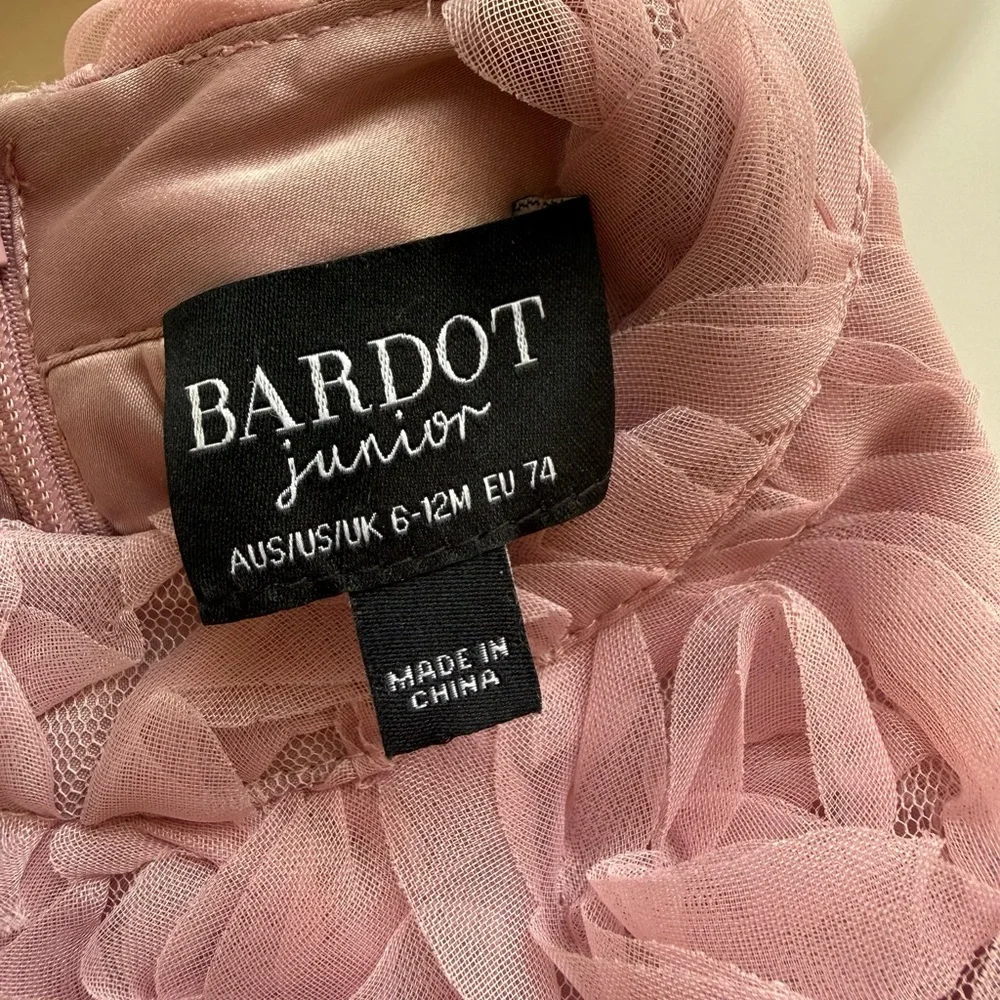 BARDOT
junior
AUS/US/UK 6-12M EU 74
MADE IN
CHINA